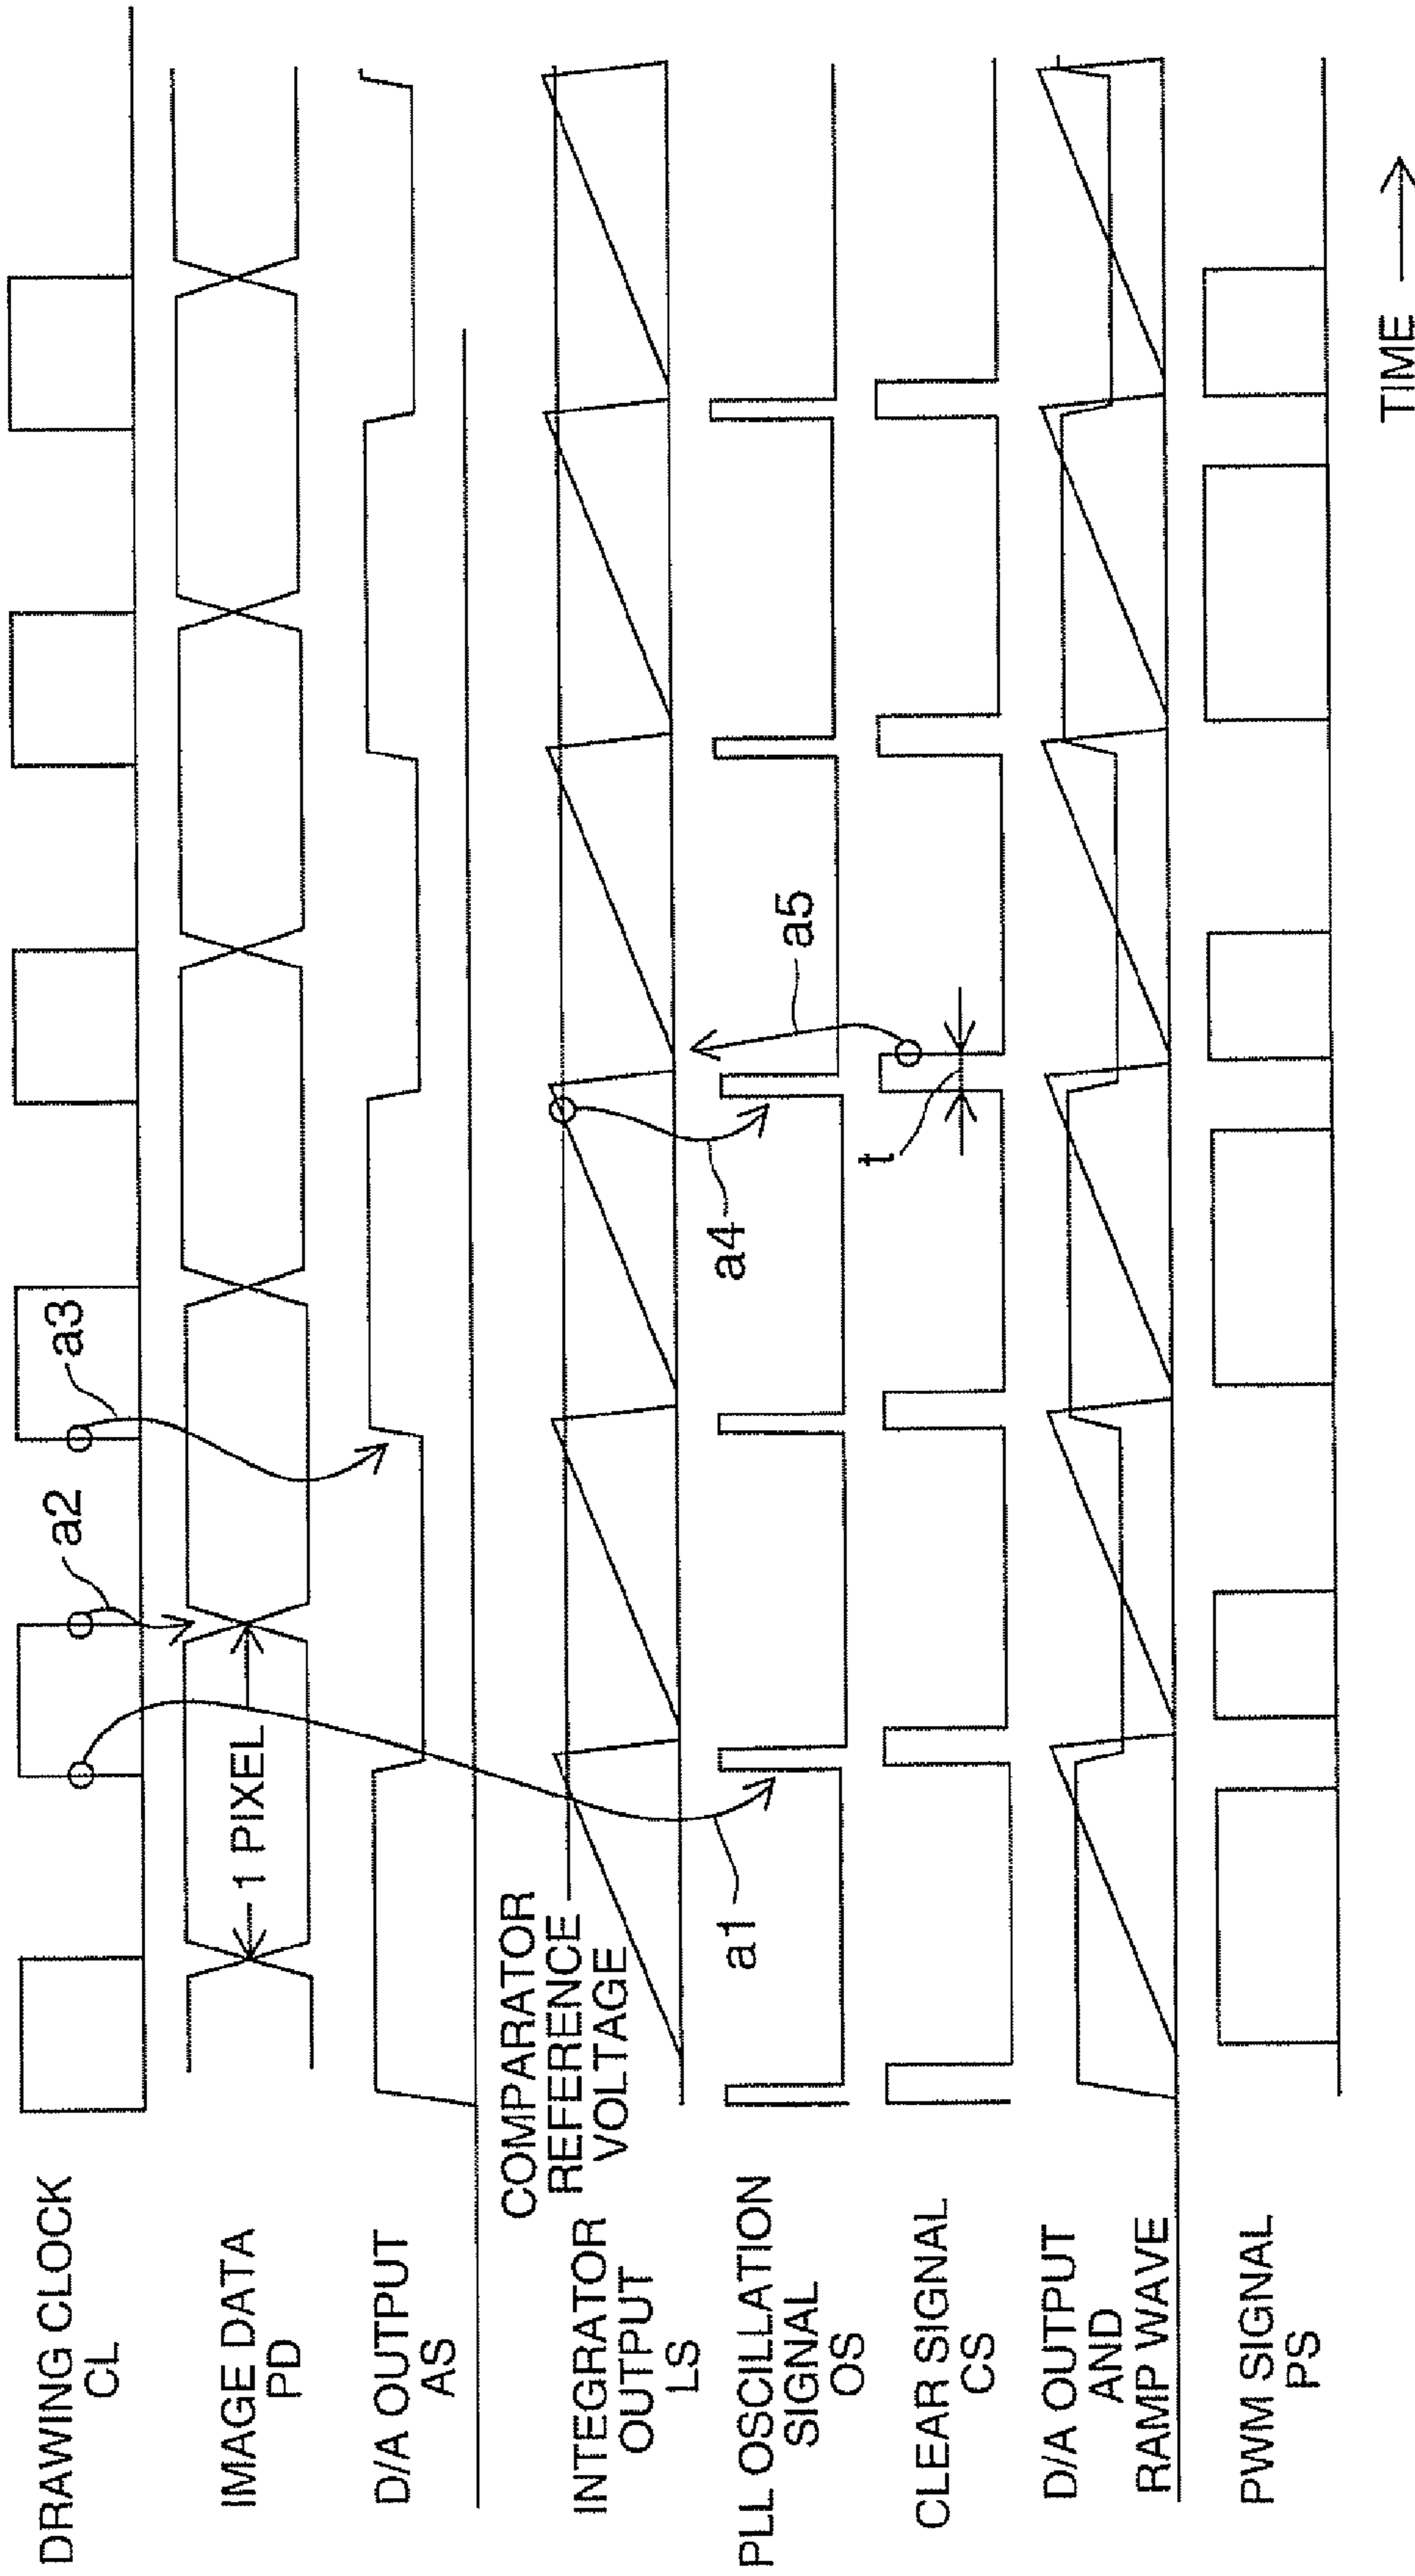 DRAWING CLOCK
CL
IMAGE DATA
PD
D/A OUTPUT
AS
COMPARATOR
REFERENCE
VOLTAGE
INTEGRATOR
OUTPUT
LS
PLL OSCILLATION
SIGNAL
OS
CLEAR SIGNAL
CS
D/A OUTPUT
AND
RAMP WAVE
PWM SIGNAL
PS
1 PIXEL
a1
a2
a3
a4
a5
t
TIME